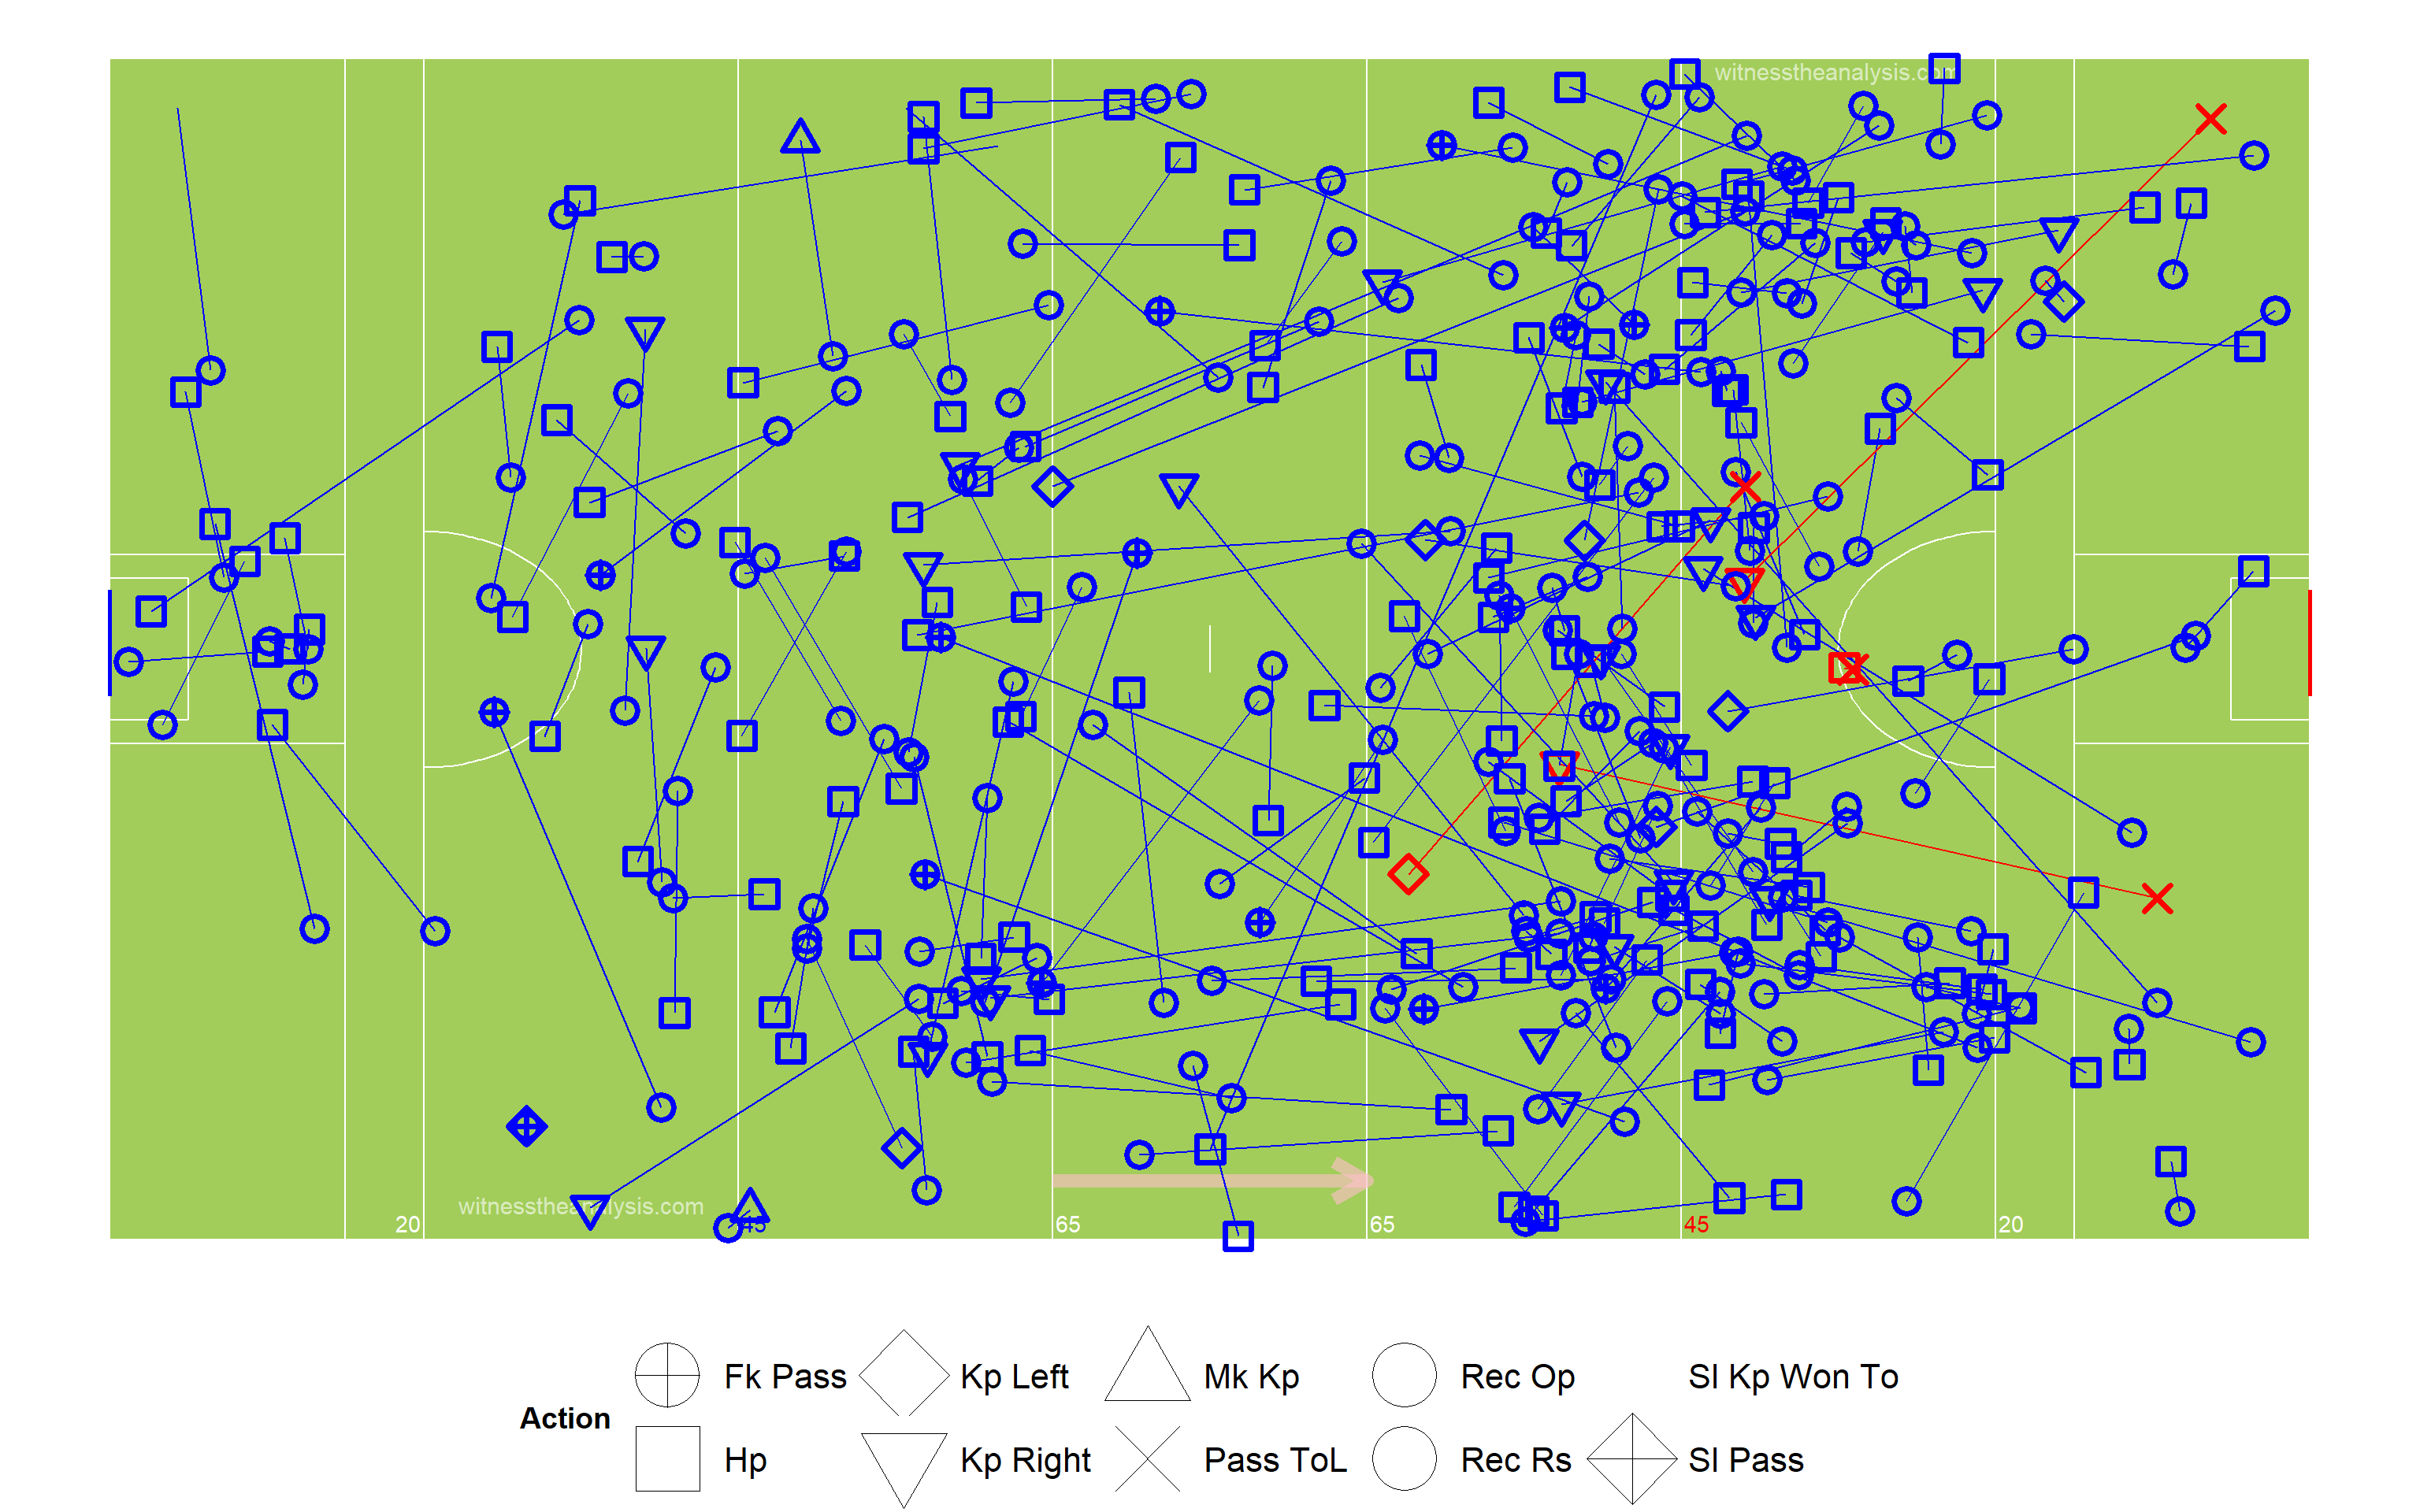 witnesstheanalysis.com
witnesstheanalysis.com
20 45 65 65 45 20
Action
Fk Pass Kp Left Mk Kp Rec Op Sl Kp Won To
Hp Kp Right Pass ToL Rec Rs Sl Pass